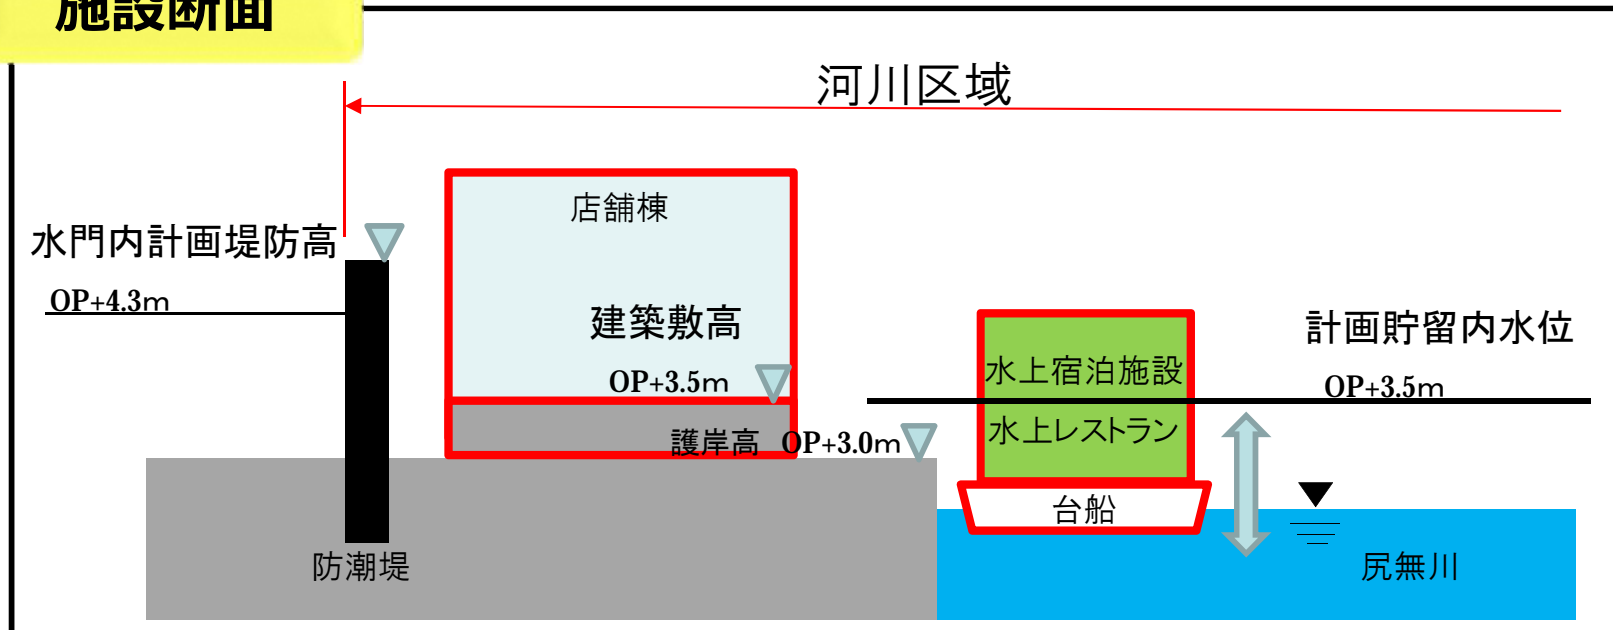 施設断面
河川区域
店舗棟
水門内計画堤防高
OP+4.3m
建築敷高
OP+3.5m
計画貯留内水位
OP+3.5m
水上宿泊施設
水上レストラン
護岸高 OP+3.0m
台船
防潮堤
尻無川